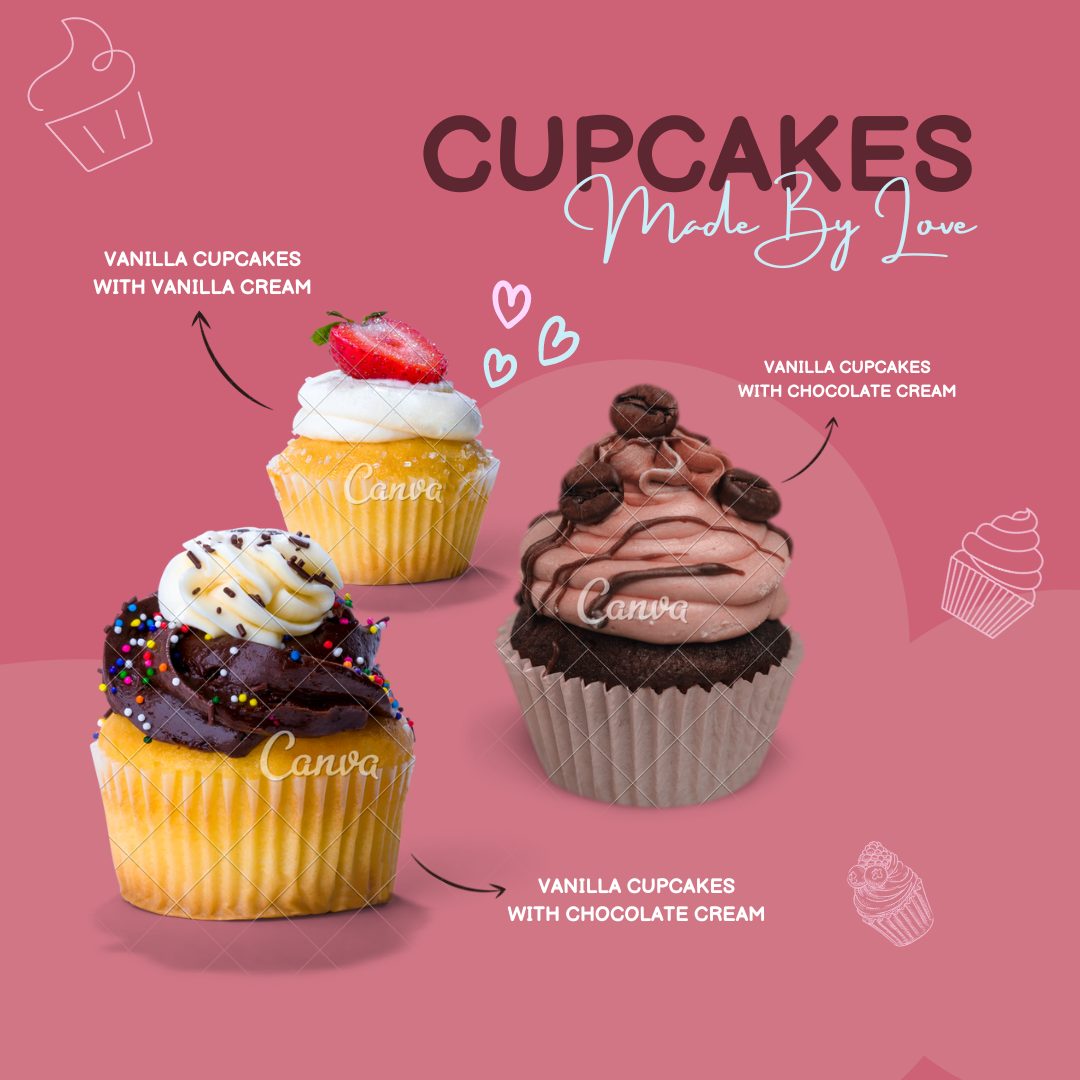 CUPCAKES
Made By Love
VANILLA CUPCAKES
WITH VANILLA CREAM
VANILLA CUPCAKES
WITH CHOCOLATE CREAM
Canva
Canva
Canva
VANILLA CUPCAKES
WITH CHOCOLATE CREAM